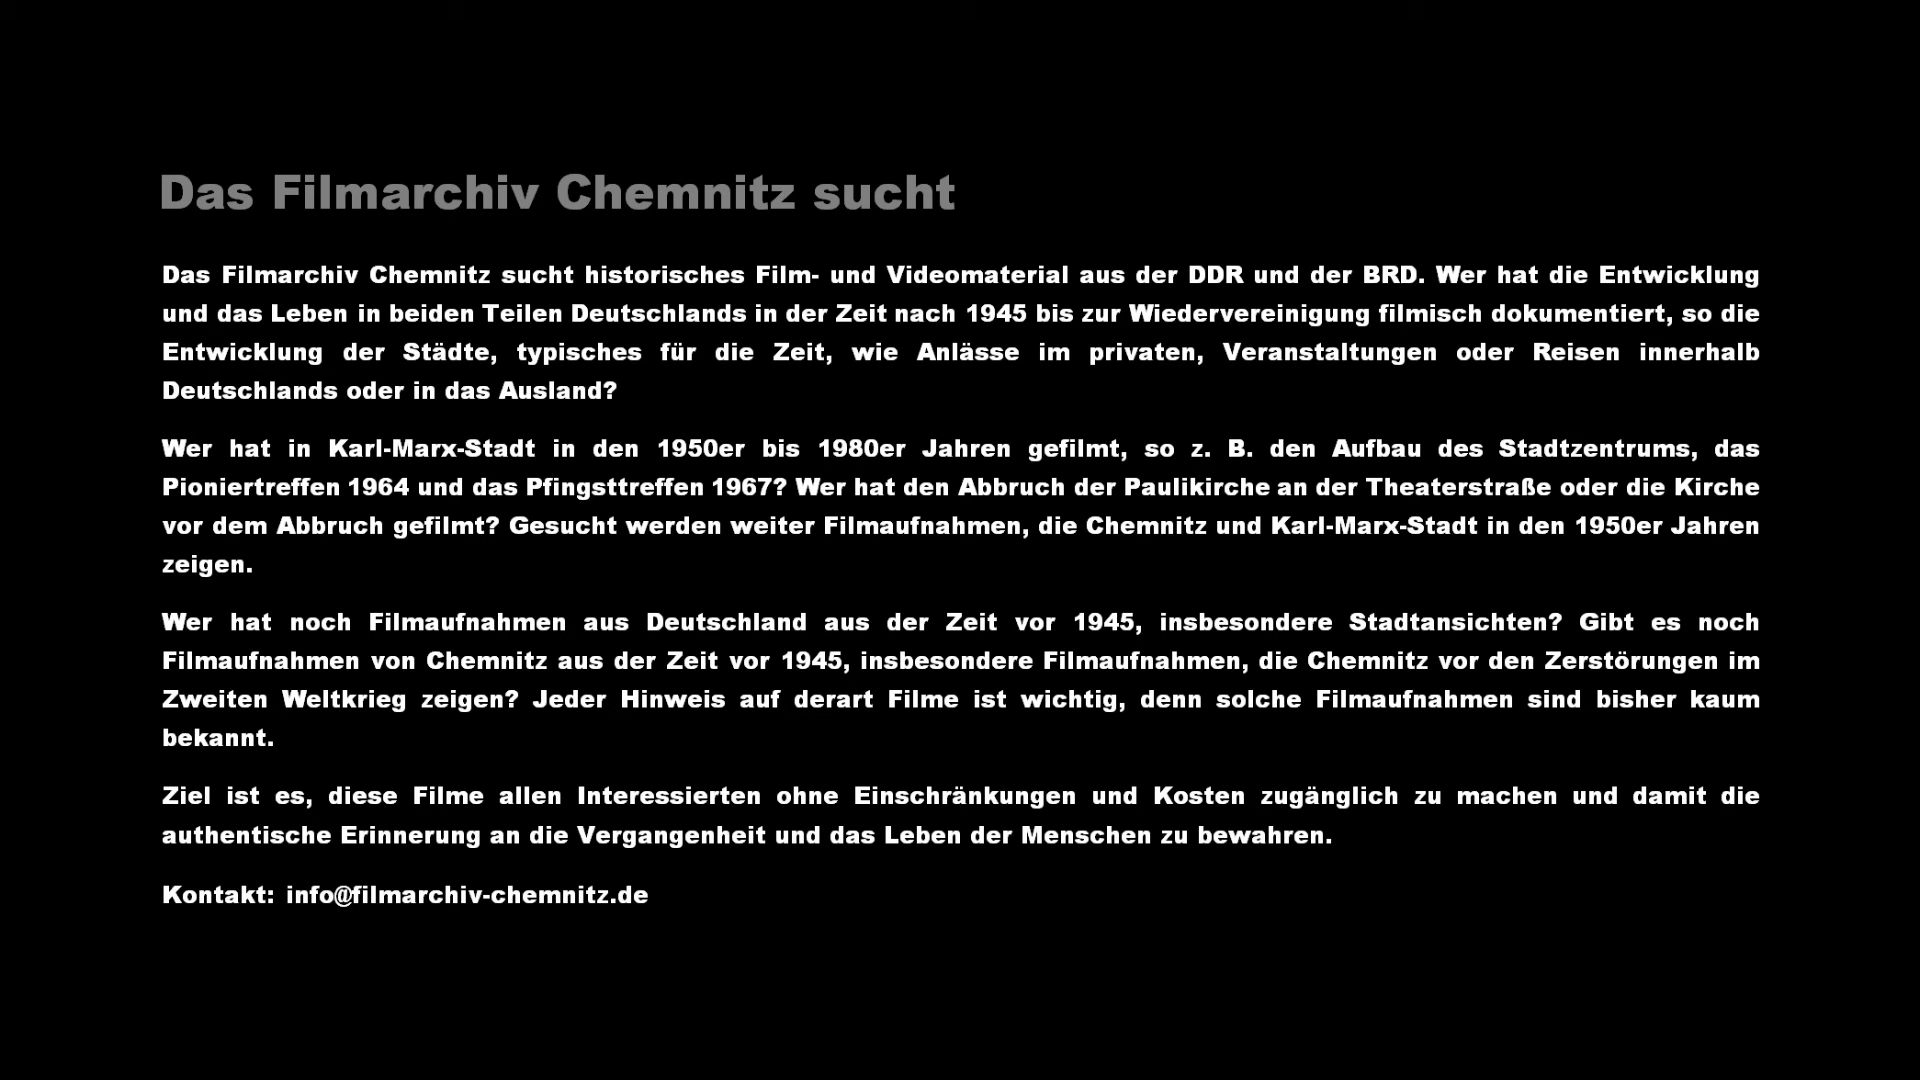 Das Filmarchiv Chemnitz sucht
Das Filmarchiv Chemnitz sucht historisches Film- und Videomaterial aus der DDR und der BRD. Wer hat die Entwicklung
und das Leben in beiden Teilen Deutschlands in der Zeit nach 1945 bis zur Wiedervereinigung filmisch dokumentiert, so die
Entwicklung der Städte, typisches für die Zeit, wie Anlässe im privaten, Veranstaltungen oder Reisen innerhalb
Deutschlands oder in das Ausland?
Wer hat in Karl-Marx-Stadt in den 1950er bis 1980er Jahren gefilmt, so z. B. den Aufbau des Stadtzentrums, das
Pioniertreffen 1964 und das Pfingsttreffen 1967? Wer hat den Abbruch der Paulikirche an der Theaterstraße oder die Kirche
vor dem Abbruch gefilmt? Gesucht werden weiter Filmaufnahmen, die Chemnitz und Karl-Marx-Stadt in den 1950er Jahren
zeigen.
Wer hat noch Filmaufnahmen aus Deutschland aus der Zeit vor 1945, insbesondere Stadtansichten? Gibt es noch
Filmaufnahmen von Chemnitz aus der Zeit vor 1945, insbesondere Filmaufnahmen, die Chemnitz vor den Zerstörungen im
Zweiten Weltkrieg zeigen? Jeder Hinweis auf derart Filme ist wichtig, denn solche Filmaufnahmen sind bisher kaum
bekannt.
Ziel ist es, diese Filme allen Interessierten ohne Einschränkungen und Kosten zugänglich zu machen und damit die
authentische Erinnerung an die Vergangenheit und das Leben der Menschen zu bewahren.
Kontakt: info@filmarchiv-chemnitz.de